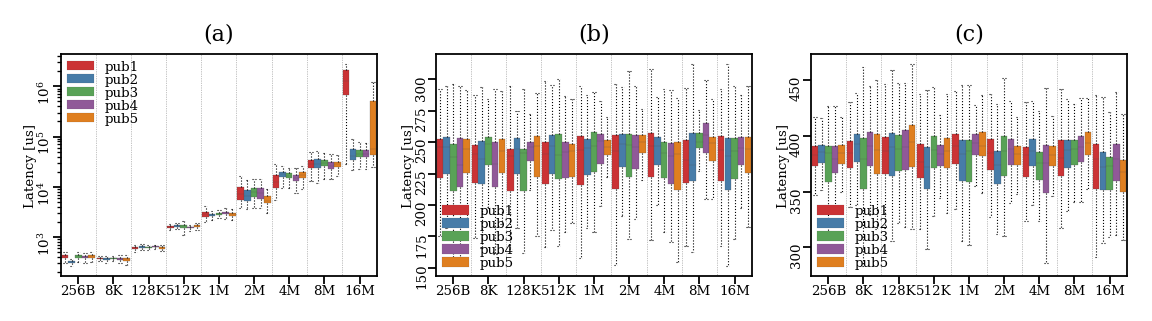 (a)
Latency [us]
10^6
10^5
10^4
10^3
pub1
pub2
pub3
pub4
pub5
256B 8K 128K 512K 1M 2M 4M 8M 16M
(b)
Latency [us]
300
275
250
225
200
175
150
pub1
pub2
pub3
pub4
pub5
256B 8K 128K 512K 1M 2M 4M 8M 16M
(c)
Latency [us]
450
400
350
300
pub1
pub2
pub3
pub4
pub5
256B 8K 128K 512K 1M 2M 4M 8M 16M